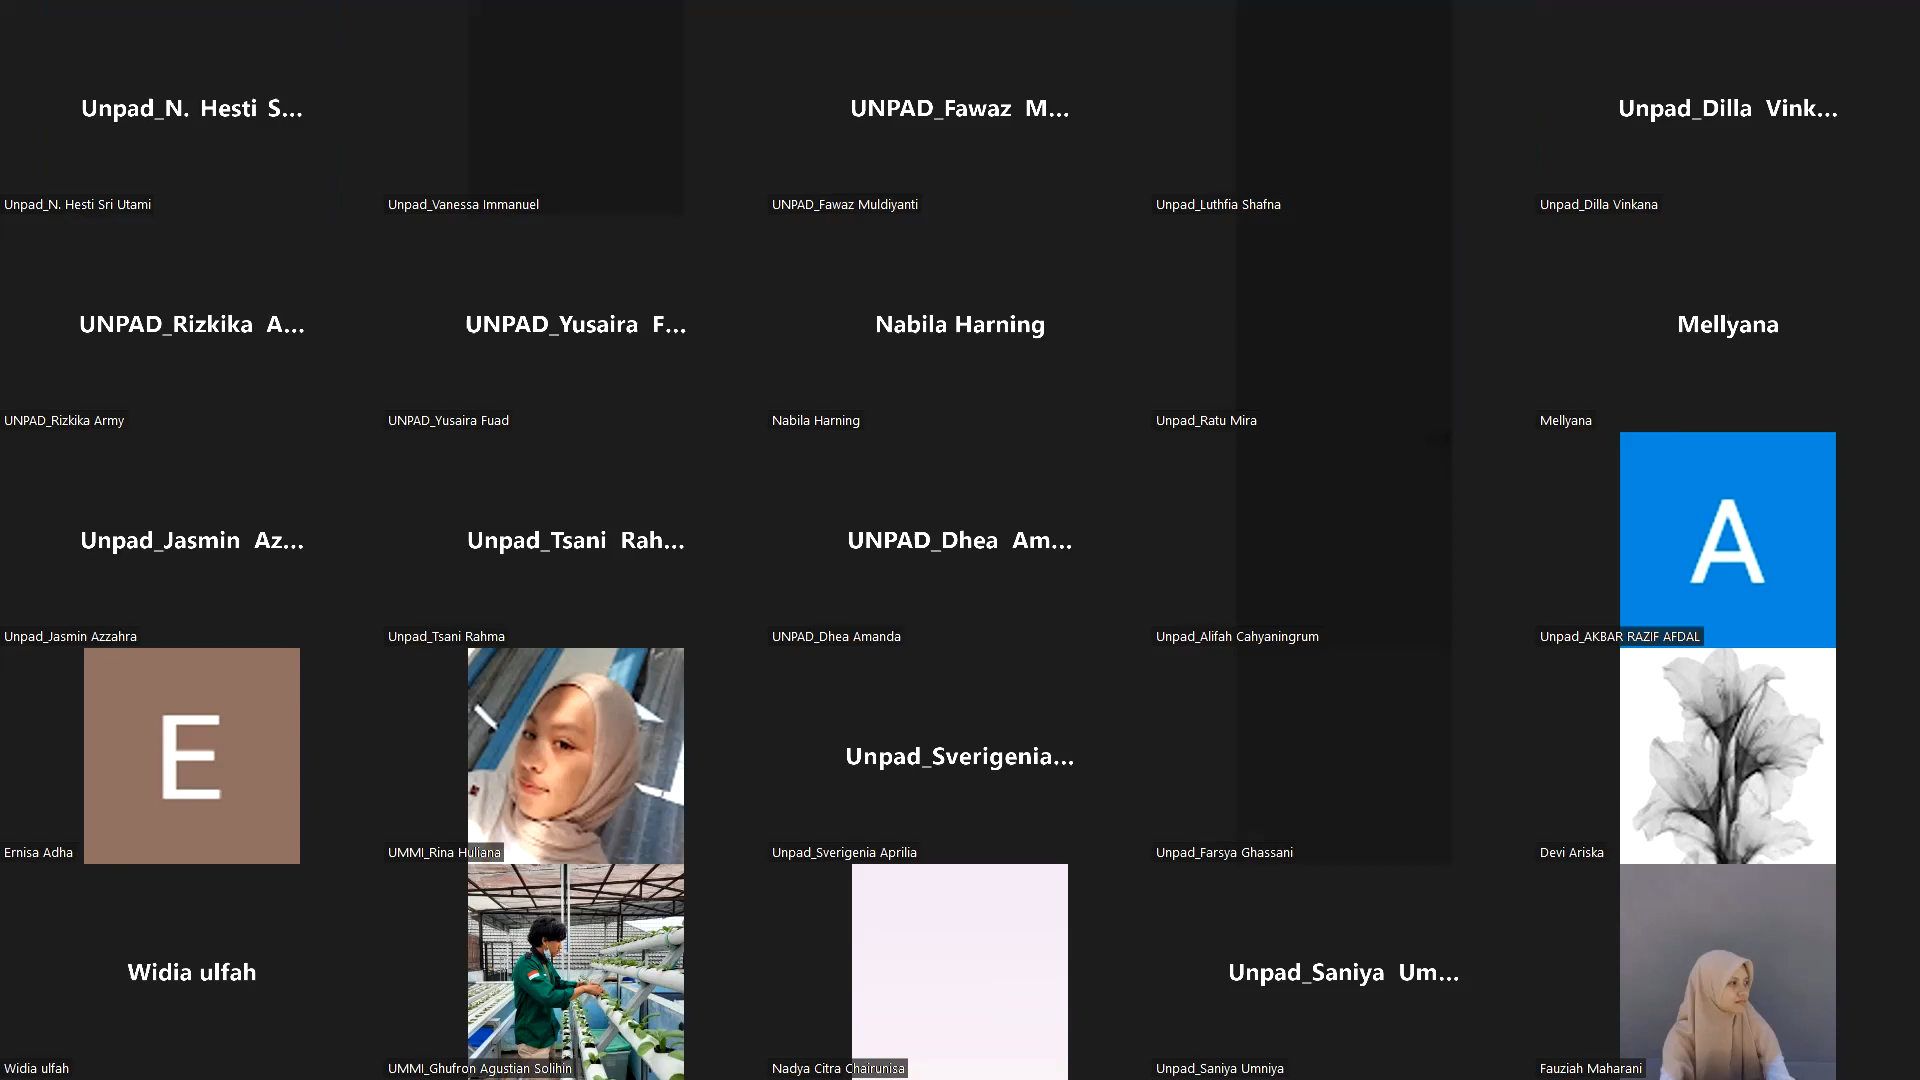 Unpad_N. Hesti S...
UNPAD_Fawaz M...
Unpad_Dilla Vink...
Unpad_N. Hesti Sri Utami
Unpad_Vanessa Immanuel
UNPAD_Fawaz Muldiyanti
Unpad_Luthfia Shafna
Unpad_Dilla Vinkana
UNPAD_Rizkika A...
UNPAD_Yusaira F...
Nabila Harning
Mellyana
UNPAD_Rizkika Army
UNPAD_Yusaira Fuad
Nabila Harning
Unpad_Ratu Mira
Mellyana
Unpad_Jasmin Az...
Unpad_Tsani Rah...
UNPAD_Dhea Am...
A
Unpad_Jasmin Azzahra
Unpad_Tsani Rahma
UNPAD_Dhea Amanda
Unpad_Alifah Cahyaningrum
Unpad_AKBAR RAZIF AFDAL
E
Unpad_Sverigenia...
Ernisa Adha
UMMI_Rina Huliana
Unpad_Sverigenia Aprilia
Unpad_Farsya Ghassani
Devi Ariska
Widia ulfah
Unpad_Saniya Um...
Widia ulfah
UMMI_Ghufron Agustian Solihin
Nadya Citra Chairunisa
Unpad_Saniya Umniya
Fauziah Maharani